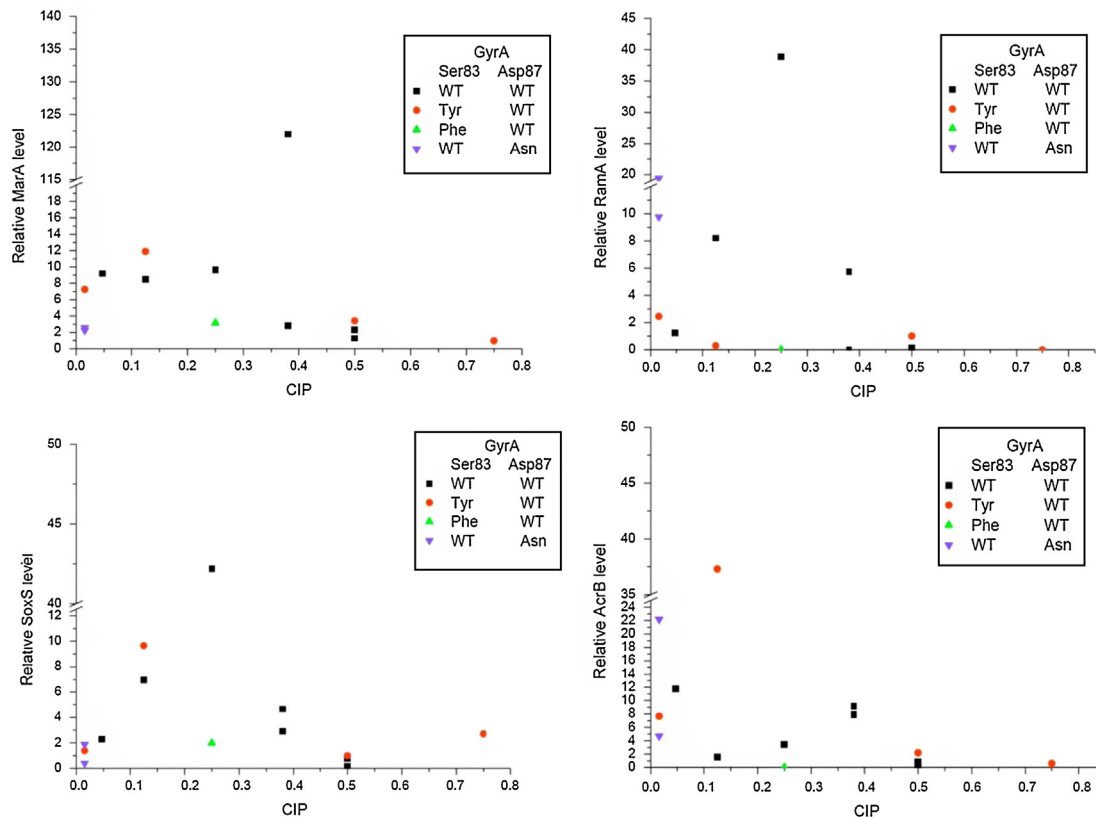 140
135
130
125
120
115
18
16
14
12
10
8
6
4
2
0
Relative MarA level
GyrA
Ser83 Asp87
WT WT
Tyr WT
Phe WT
WT Asn
0.0 0.1 0.2 0.3 0.4 0.5 0.6 0.7 0.8
CIP
45
40
35
30
25
20
10
8
6
4
2
0
Relative RamA level
GyrA
Ser83 Asp87
WT WT
Tyr WT
Phe WT
WT Asn
0.0 0.1 0.2 0.3 0.4 0.5 0.6 0.7 0.8
CIP
50
45
40
12
10
8
6
4
2
0
Relative SoxS level
GyrA
Ser83 Asp87
WT WT
Tyr WT
Phe WT
WT Asn
0.0 0.1 0.2 0.3 0.4 0.5 0.6 0.7 0.8
CIP
50
45
40
35
24
22
20
18
16
14
12
10
8
6
4
2
0
Relative AcrB level
GyrA
Ser83 Asp87
WT WT
Tyr WT
Phe WT
WT Asn
0.0 0.1 0.2 0.3 0.4 0.5 0.6 0.7 0.8
CIP